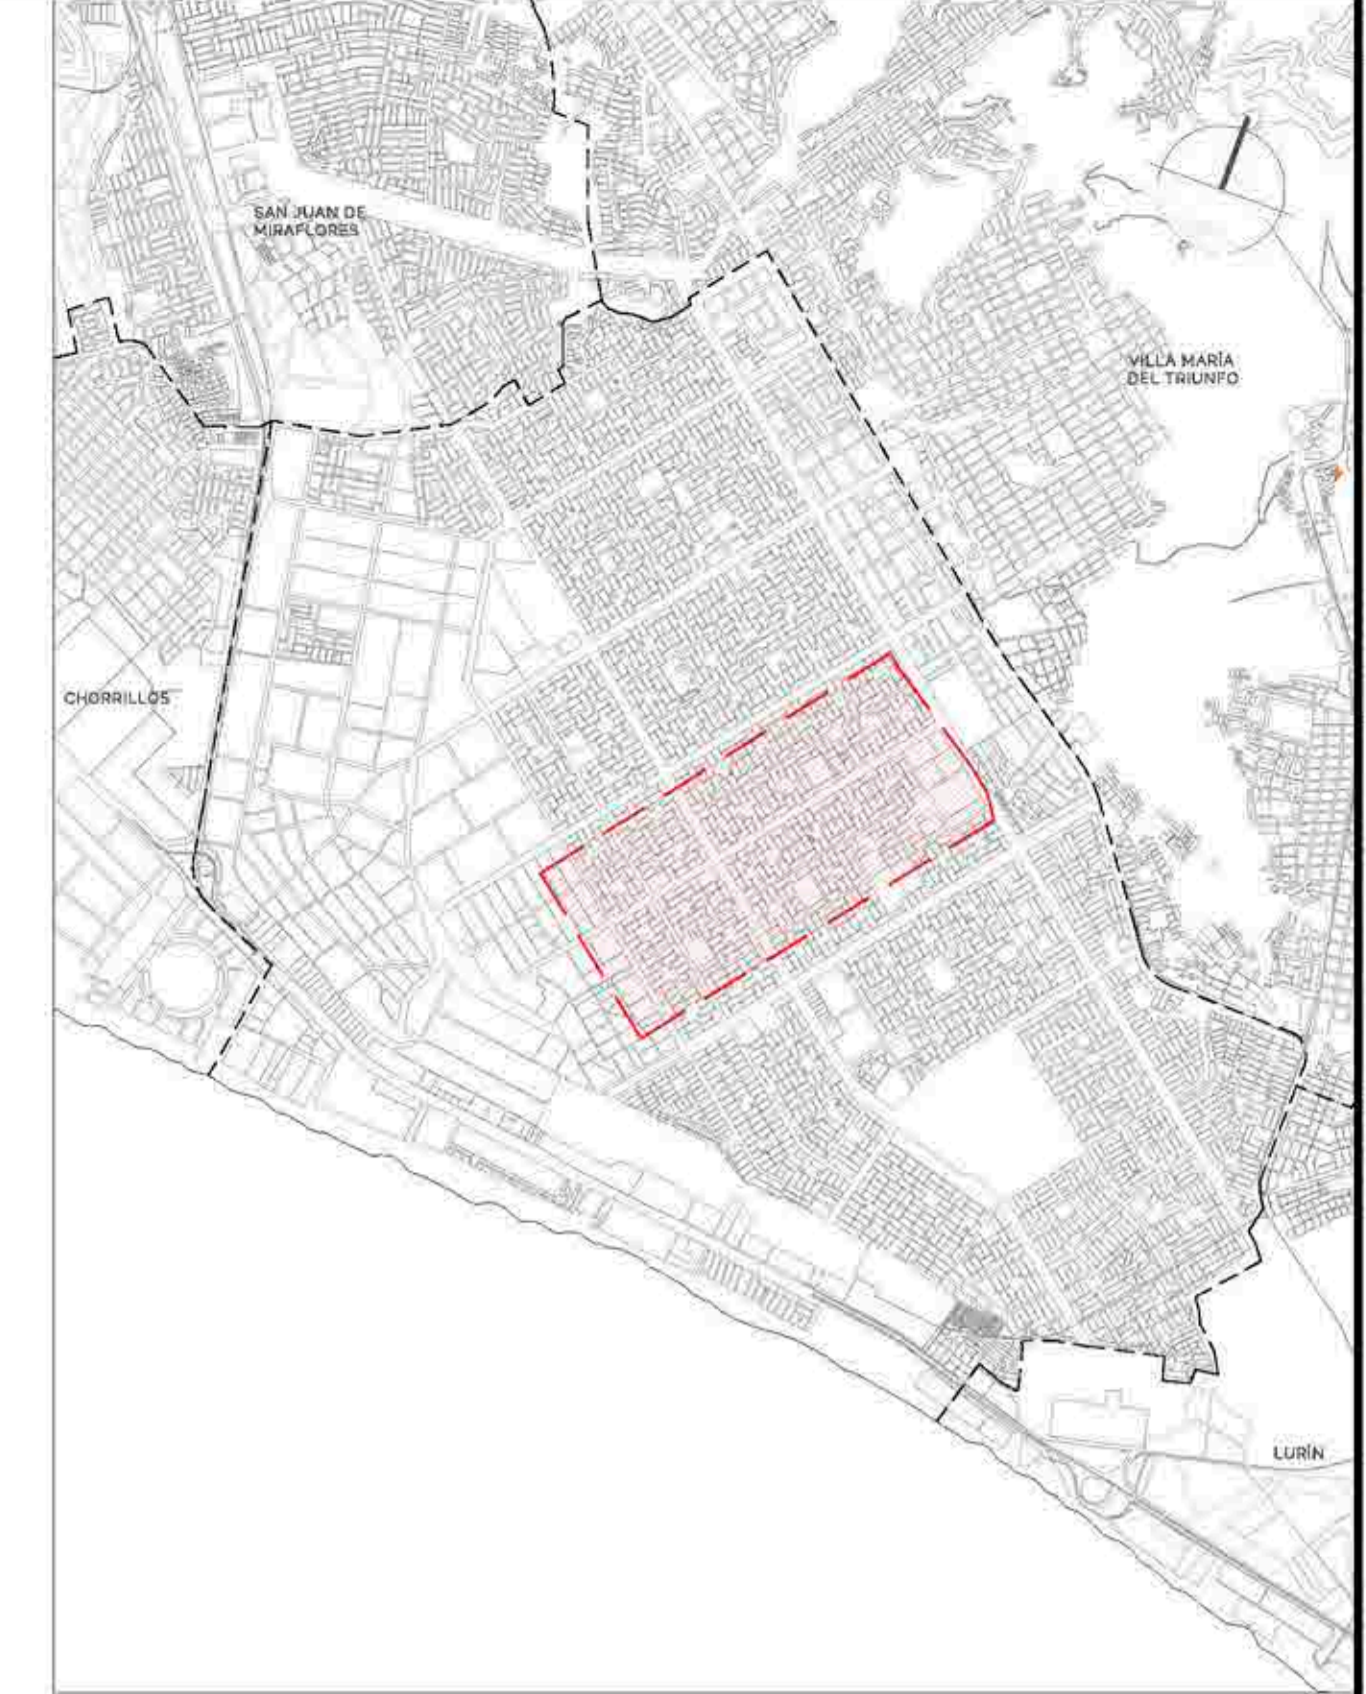 SAN JUAN DE
MIRAFLORES
VILLA MARÍA
DEL TRIUNFO
CHORRILLOS
LURÍN